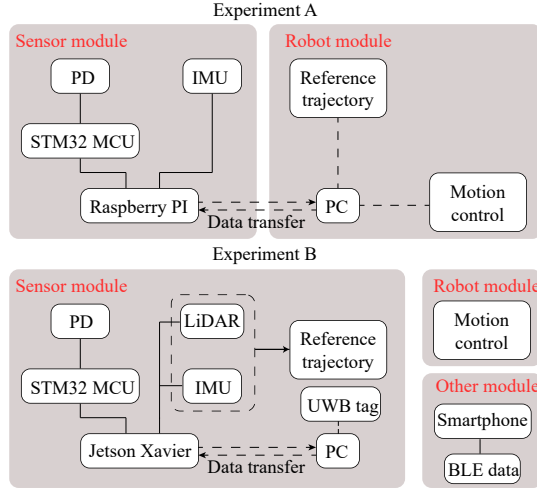 Experiment A
Sensor module
Robot module
PD
IMU
Reference
trajectory
STM32 MCU
Raspberry PI
PC
Motion
control
Data transfer
Experiment B
Sensor module
Robot module
PD
LiDAR
Reference
trajectory
Motion
control
STM32 MCU
IMU
Other module
UWB tag
Smartphone
Jetson Xavier
PC
Data transfer
BLE data